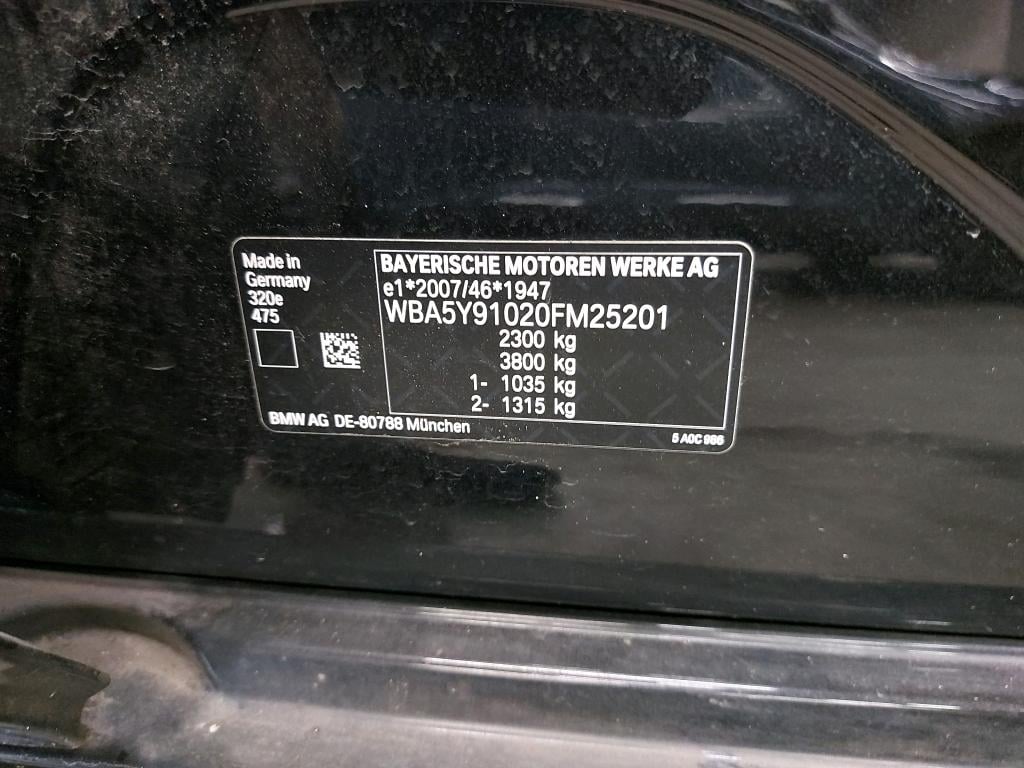 Made in
Germany
320e
475
BAYERISCHE MOTOREN WERKE AG
e1*2007/46*1947
WBA5Y91020FM25201
2300 kg
3800 kg
1- 1035 kg
2- 1315 kg
BMW AG DE-80788 München
5 A0C 966